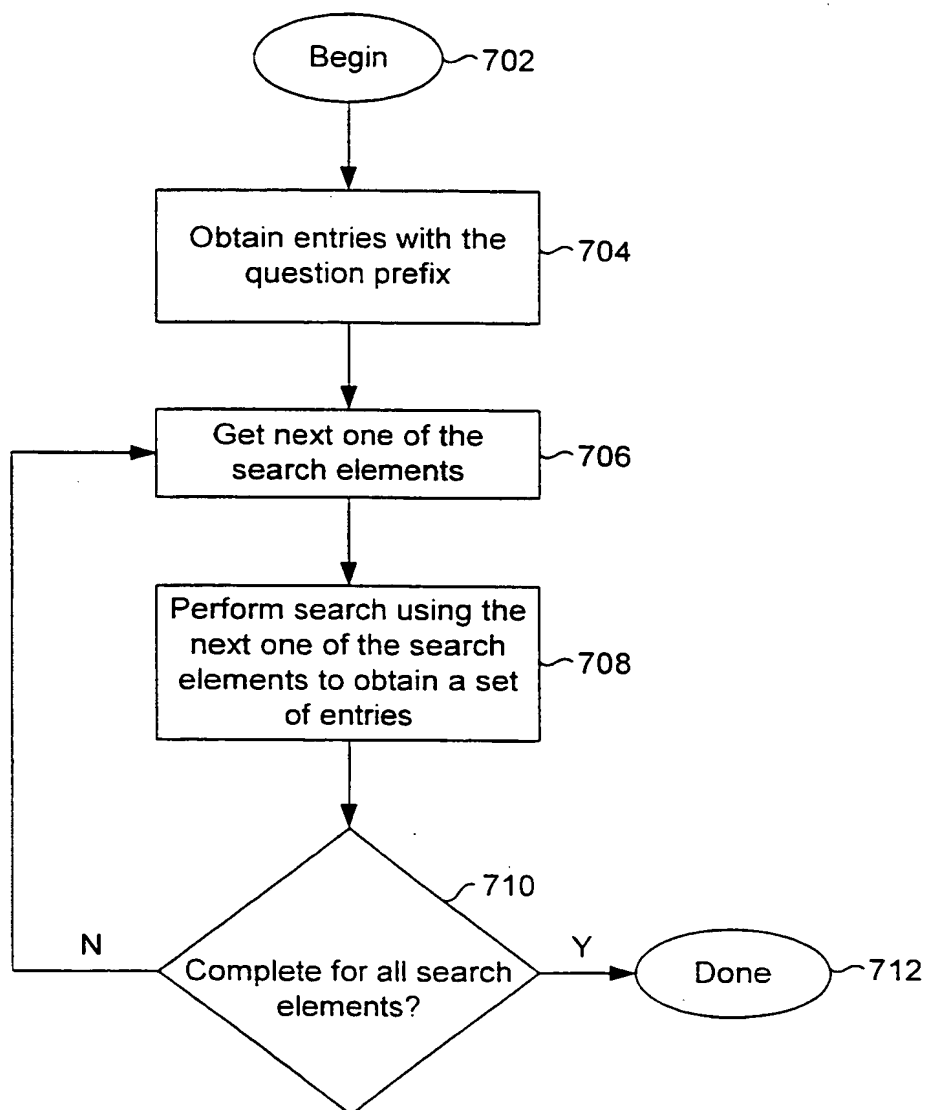 Begin
702
Obtain entries with the
question prefix
704
Get next one of the
search elements
706
Perform search using the
next one of the search
elements to obtain a set
of entries
708
710
N
Y
Complete for all search
elements?
Done
712